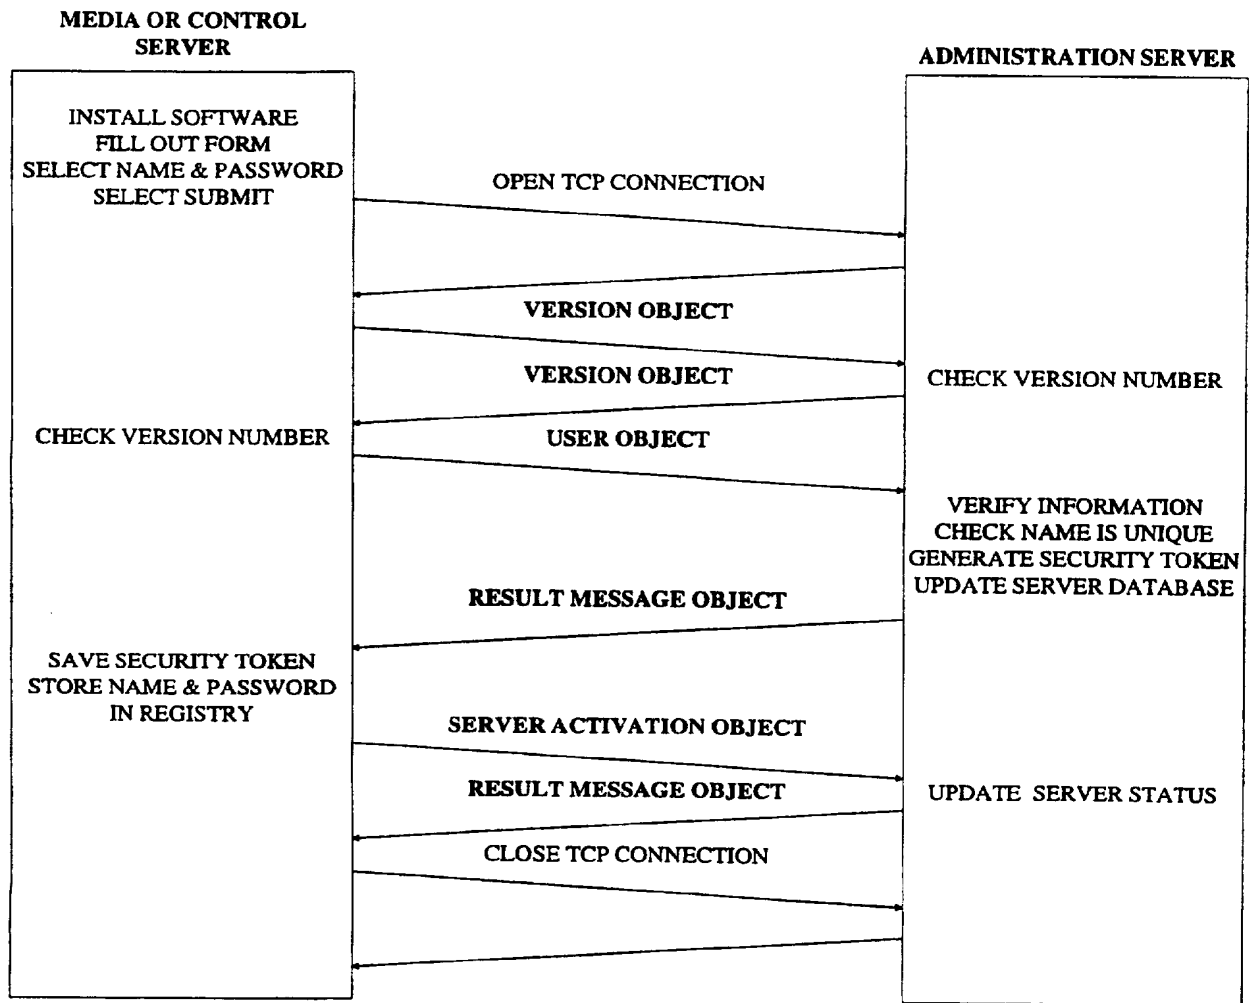 MEDIA OR CONTROL
SERVER
ADMINISTRATION SERVER
INSTALL SOFTWARE
FILL OUT FORM
SELECT NAME & PASSWORD
SELECT SUBMIT
OPEN TCP CONNECTION
VERSION OBJECT
VERSION OBJECT
CHECK VERSION NUMBER
CHECK VERSION NUMBER
USER OBJECT
VERIFY INFORMATION
CHECK NAME IS UNIQUE
GENERATE SECURITY TOKEN
UPDATE SERVER DATABASE
RESULT MESSAGE OBJECT
SAVE SECURITY TOKEN
STORE NAME & PASSWORD
IN REGISTRY
SERVER ACTIVATION OBJECT
RESULT MESSAGE OBJECT
UPDATE SERVER STATUS
CLOSE TCP CONNECTION